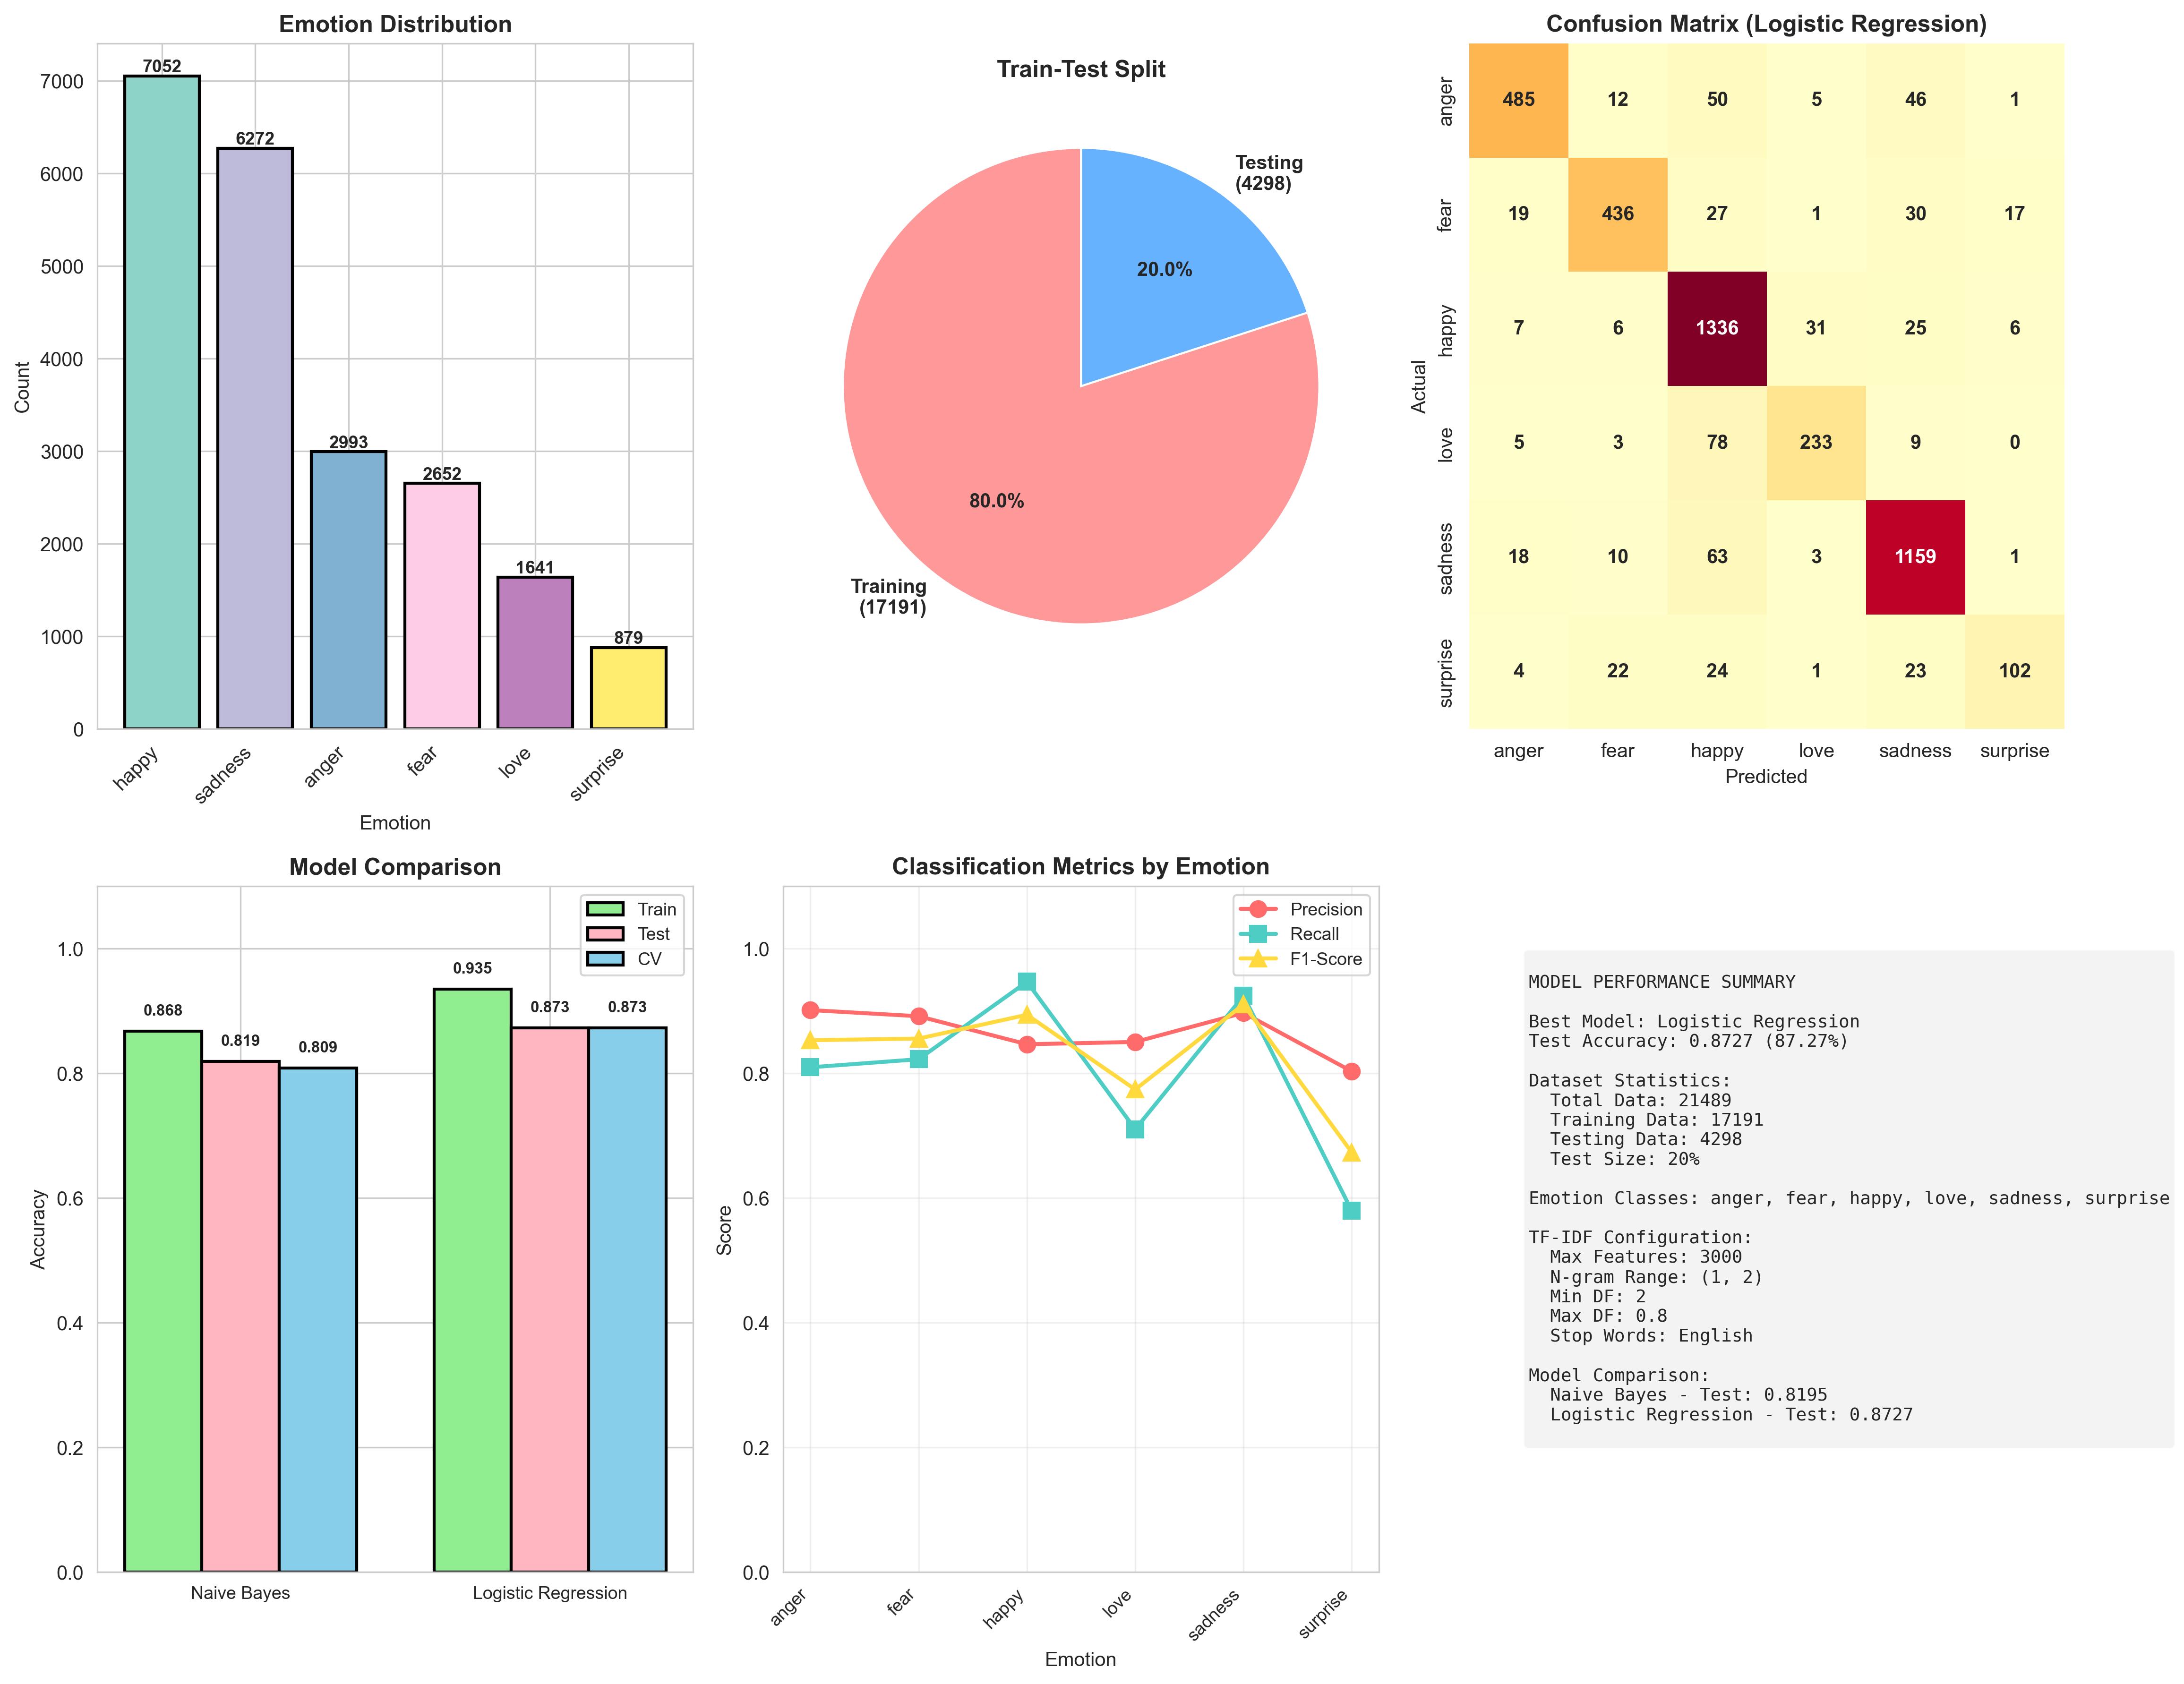 Emotion Distribution
7052
6272
2993
2652
1641
879
7000
6000
5000
4000
3000
2000
1000
0
Count
happy
sadness
anger
fear
love
surprise
Emotion
Train-Test Split
Testing
(4298)
20.0%
80.0%
Training
(17191)
Confusion Matrix (Logistic Regression)
Actual
anger 485 12 50 5 46 1
fear 19 436 27 1 30 17
happy 7 6 1336 31 25 6
love 5 3 78 233 9 0
sadness 18 10 63 3 1159 1
surprise 4 22 24 1 23 102
anger fear happy love sadness surprise
Predicted
Model Comparison
Train
Test
CV
1.0
0.8
0.6
0.4
0.2
0.0
Accuracy
0.868
0.819
0.809
0.935
0.873
0.873
Naive Bayes
Logistic Regression
Classification Metrics by Emotion
Precision
Recall
F1-Score
1.0
0.8
0.6
0.4
0.2
0.0
Score
anger
fear
happy
love
sadness
surprise
Emotion
MODEL PERFORMANCE SUMMARY
Best Model: Logistic Regression
Test Accuracy: 0.8727 (87.27%)
Dataset Statistics:
Total Data: 21489
Training Data: 17191
Testing Data: 4298
Test Size: 20%
Emotion Classes: anger, fear, happy, love, sadness, surprise
TF-IDF Configuration:
Max Features: 3000
N-gram Range: (1, 2)
Min DF: 2
Max DF: 0.8
Stop Words: English
Model Comparison:
Naive Bayes - Test: 0.8195
Logistic Regression - Test: 0.8727